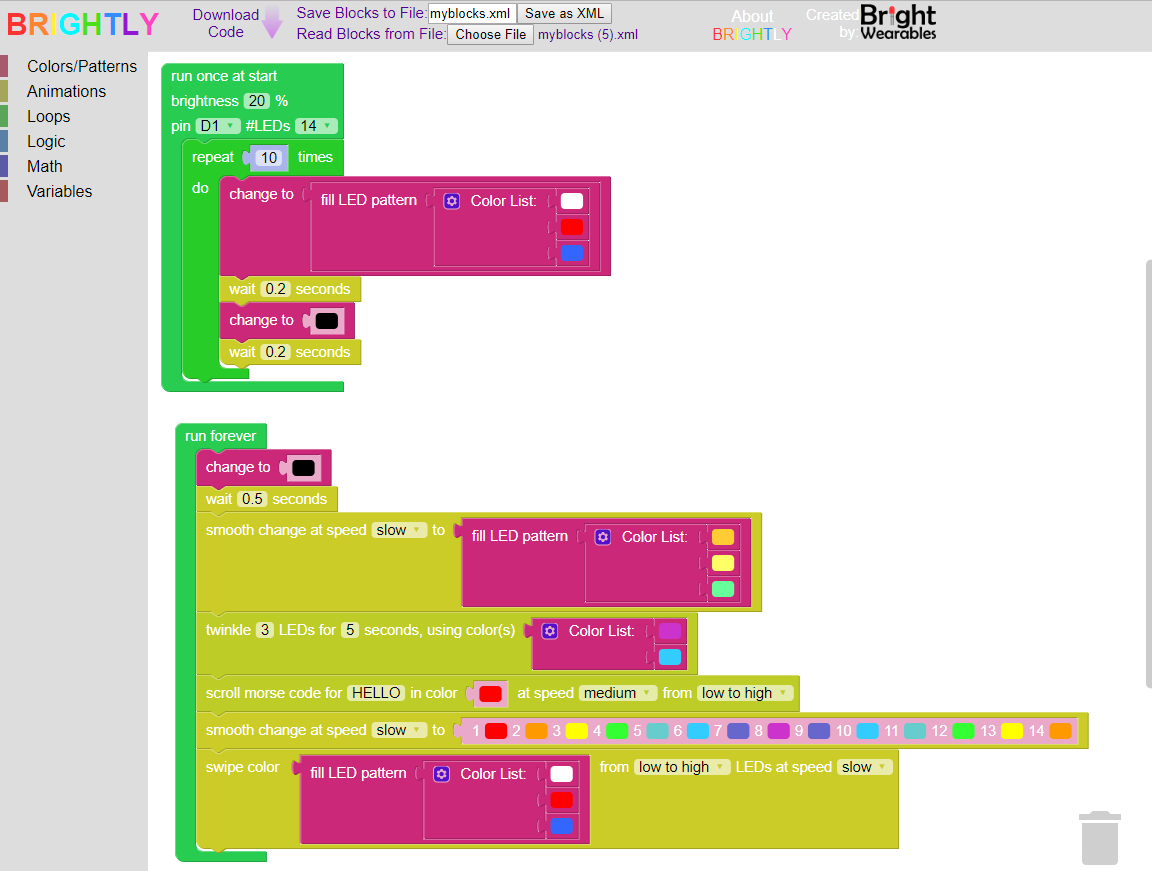 BRIGHTLY
Download
Code
Save Blocks to File: myblocks.xml Save as XML
Read Blocks from File: Choose File myblocks (5).xml
About
BRIGHTLY
Created
by:
Bright
Wearables
Colors/Patterns
Animations
Loops
Logic
Math
Variables
run once at start
brightness 20 %
pin D1 #LEDs 14
repeat 10 times
do
change to fill LED pattern Color List:
wait 0.2 seconds
change to
wait 0.2 seconds
run forever
change to
wait 0.5 seconds
smooth change at speed slow to fill LED pattern Color List:
twinkle 3 LEDs for 5 seconds, using color(s) Color List:
scroll morse code for HELLO in color at speed medium from low to high
smooth change at speed slow to 1 2 3 4 5 6 7 8 9 10 11 12 13 14
swipe color fill LED pattern Color List: from low to high LEDs at speed slow